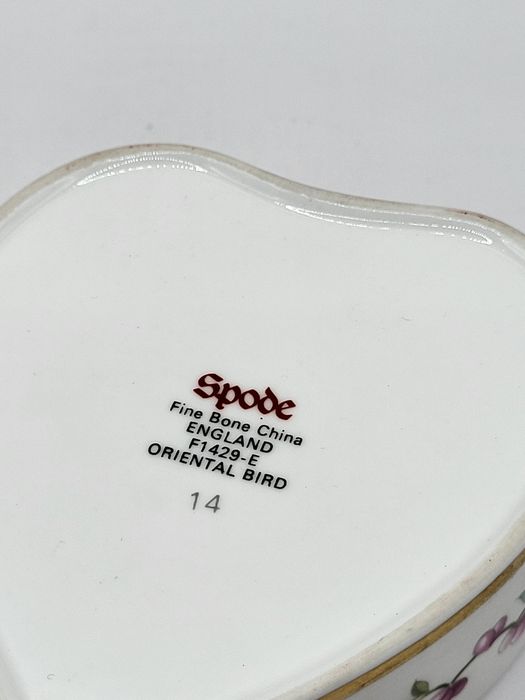 Spode
Fine Bone China
ENGLAND
F1429-E
ORIENTAL BIRD
14